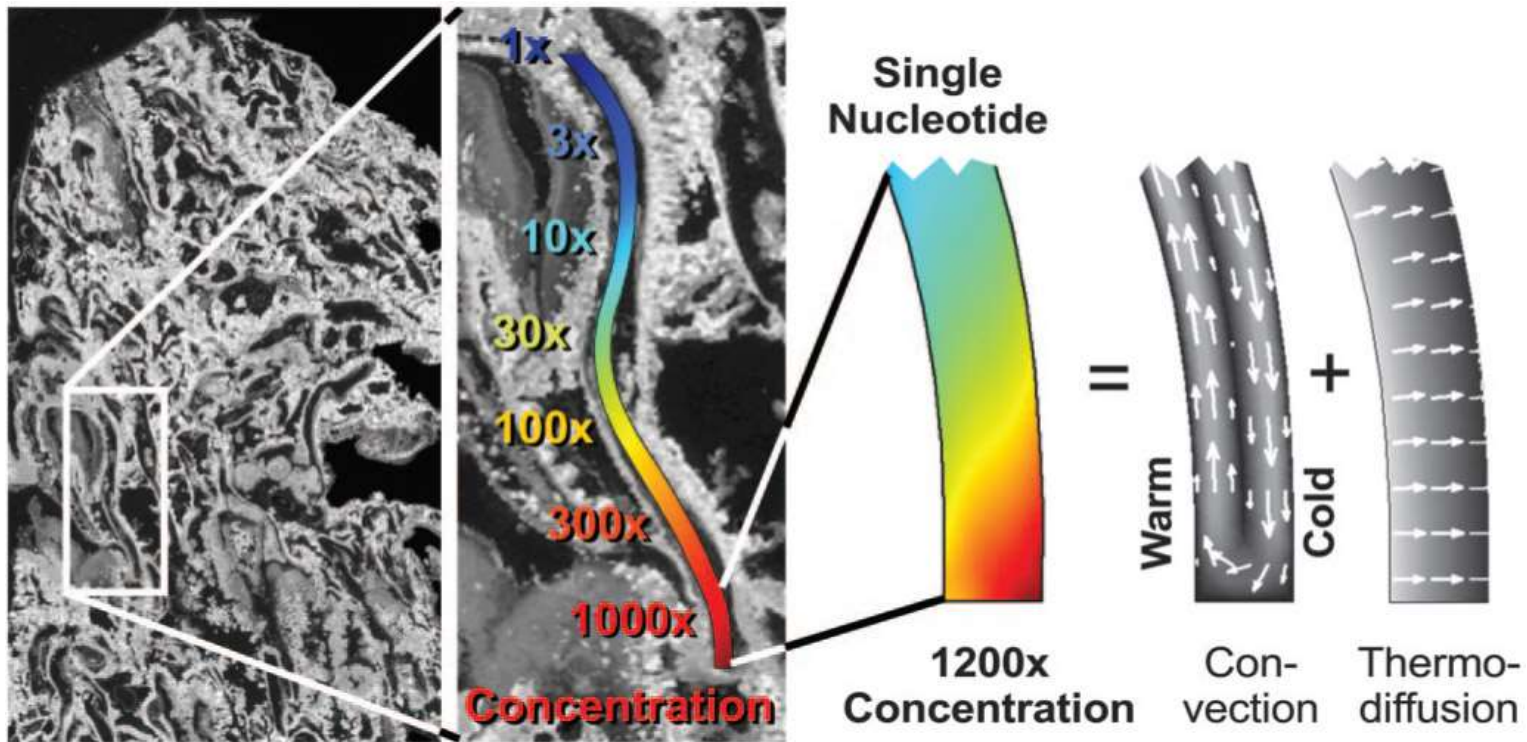 1x
3x
10x
30x
100x
300x
1000x
Concentration
Single
Nucleotide
1200x
Concentration
=
Warm
Cold
Con-
vection
+
Thermo-
diffusion